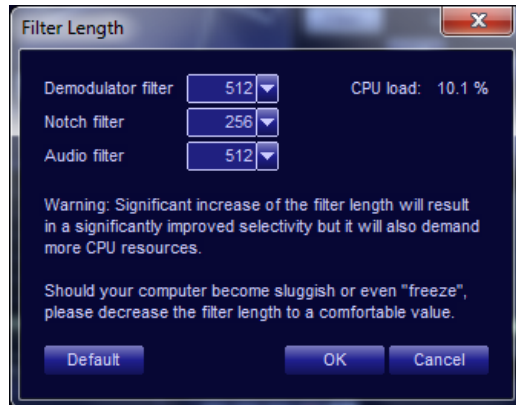 Filter Length
Demodulator filter 512 CPU load: 10.1 %
Notch filter 256
Audio filter 512
Warning: Significant increase of the filter length will result
in a significantly improved selectivity but it will also demand
more CPU resources.
Should your computer become sluggish or even "freeze",
please decrease the filter length to a comfortable value.
Default OK Cancel